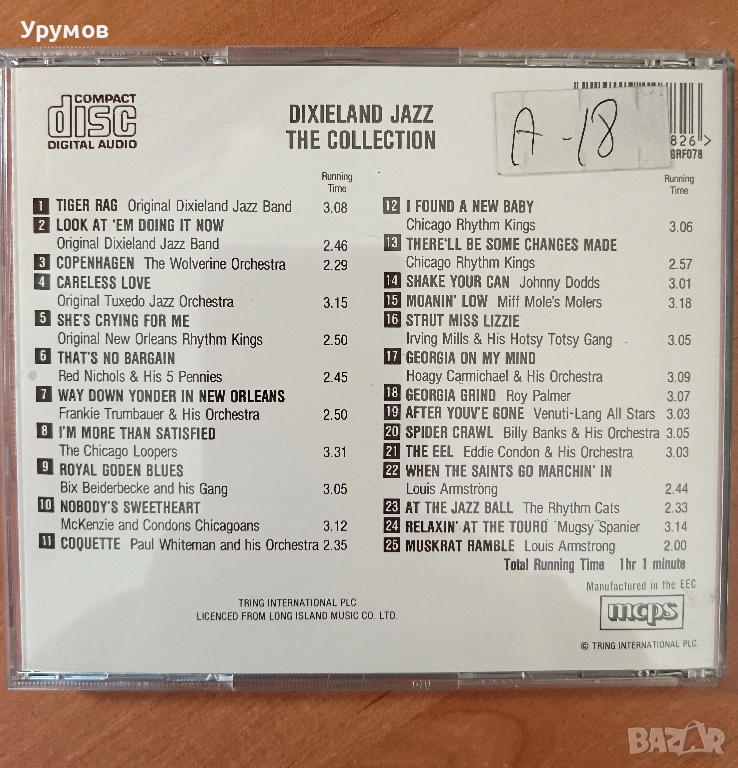 Урумов
COMPACT
disc
DIGITAL AUDIO
DIXIELAND JAZZ
THE COLLECTION
A-18
826>
GRF078
Running
Time
1 TIGER RAG Original Dixieland Jazz Band 3.08
2 LOOK AT 'EM DOING IT NOW
Original Dixieland Jazz Band 2.46
3 COPENHAGEN The Wolverine Orchestra 2.29
4 CARELESS LOVE
Original Tuxedo Jazz Orchestra 3.15
5 SHE'S CRYING FOR ME
Original New Orleans Rhythm Kings 2.50
6 THAT'S NO BARGAIN
Red Nichols & His 5 Pennies 2.45
7 WAY DOWN YONDER IN NEW ORLEANS
Frankie Trumbauer & His Orchestra 2.50
8 I'M MORE THAN SATISFIED
The Chicago Loopers 3.31
9 ROYAL GODEN BLUES
Bix Beiderbecke and his Gang 3.05
10 NOBODY'S SWEETHEART
McKenzie and Condons Chicagoans 3.12
11 COQUETTE Paul Whiteman and his Orchestra 2.35
Running
Time
12 I FOUND A NEW BABY
Chicago Rhythm Kings 3.06
13 THERE'LL BE SOME CHANGES MADE
Chicago Rhythm Kings 2.57
14 SHAKE YOUR CAN Johnny Dodds 3.01
15 MOANIN' LOW Miff Mole's Molers 3.18
16 STRUT MISS LIZZIE
Irving Mills & His Hotsy Totsy Gang 3.05
17 GEORGIA ON MY MIND
Hoagy Carmichael & His Orchestra 3.09
18 GEORGIA GRIND Roy Palmer 3.07
19 AFTER YOUV'E GONE Venuti-Lang All Stars 3.03
20 SPIDER CRAWL Billy Banks & His Orchestra 3.05
21 THE EEL Eddie Condon & His Orchestra 3.03
22 WHEN THE SAINTS GO MARCHIN' IN
Louis Armstrong 2.44
23 AT THE JAZZ BALL The Rhythm Cats 2.33
24 RELAXIN' AT THE TOURO "Mugsy" Spanier 3.14
25 MUSKRAT RAMBLE Louis Armstrong 2.00
Total Running Time 1hr 1 minute
Manufactured in the EEC
mcps
TRING INTERNATIONAL PLC
LICENCED FROM LONG ISLAND MUSIC CO. LTD.
© TRING INTERNATIONAL PLC.
BAZAR